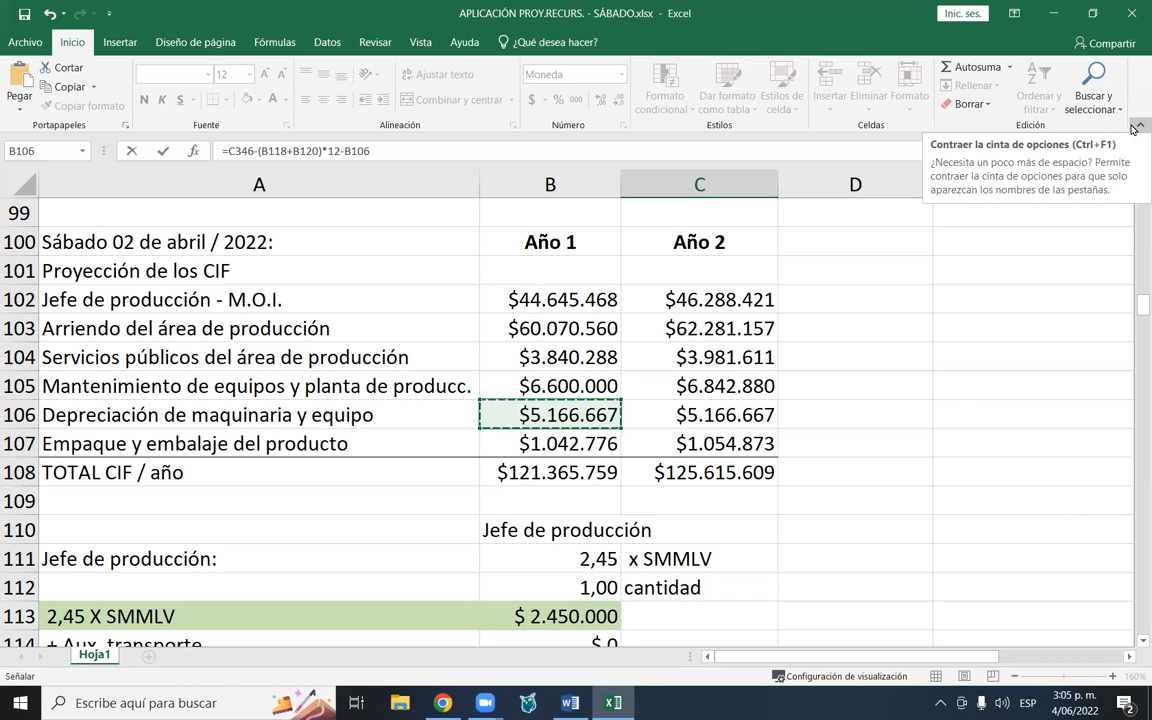 APLICACIÓN PROY.RECURS. - SÁBADO.xlsx - Excel
Inic. ses.
Archivo Inicio Insertar Diseño de página Fórmulas Datos Revisar Vista Ayuda ¿Qué desea hacer? Compartir
Pegar
Cortar
Copiar
Copiar formato
Portapapeles
12
N K S
Fuente
Ajustar texto
Combinar y centrar
Alineación
Moneda
$ % 000
Número
Formato condicional
Dar formato como tabla
Estilos de celda
Estilos
Insertar Eliminar Formato
Celdas
Autosuma
Rellenar
Borrar
Ordenar y filtrar
Buscar y seleccionar
Edición
Contraer la cinta de opciones (Ctrl+F1)
¿Necesita un poco más de espacio? Permite
contraer la cinta de opciones para que solo
aparezcan los nombres de las pestañas.
B106 fx =C346-(B118+B120)*12-B106
A B C D
99
100 Sábado 02 de abril / 2022: Año 1 Año 2
101 Proyección de los CIF
102 Jefe de producción - M.O.I. $44.645.468 $46.288.421
103 Arriendo del área de producción $60.070.560 $62.281.157
104 Servicios públicos del área de producción $3.840.288 $3.981.611
105 Mantenimiento de equipos y planta de producc. $6.600.000 $6.842.880
106 Depreciación de maquinaria y equipo $5.166.667 $5.166.667
107 Empaque y embalaje del producto $1.042.776 $1.054.873
108 TOTAL CIF / año $121.365.759 $125.615.609
109
110 Jefe de producción
111 Jefe de producción: 2,45 x SMMLV
112 1,00 cantidad
113 2,45 X SMMLV $ 2.450.000
114 + Aux. transporte $ 0
Hoja1
Señalar Configuración de visualización 160%
Escribe aquí para buscar
ESP
3:05 p. m.
4/06/2022
2